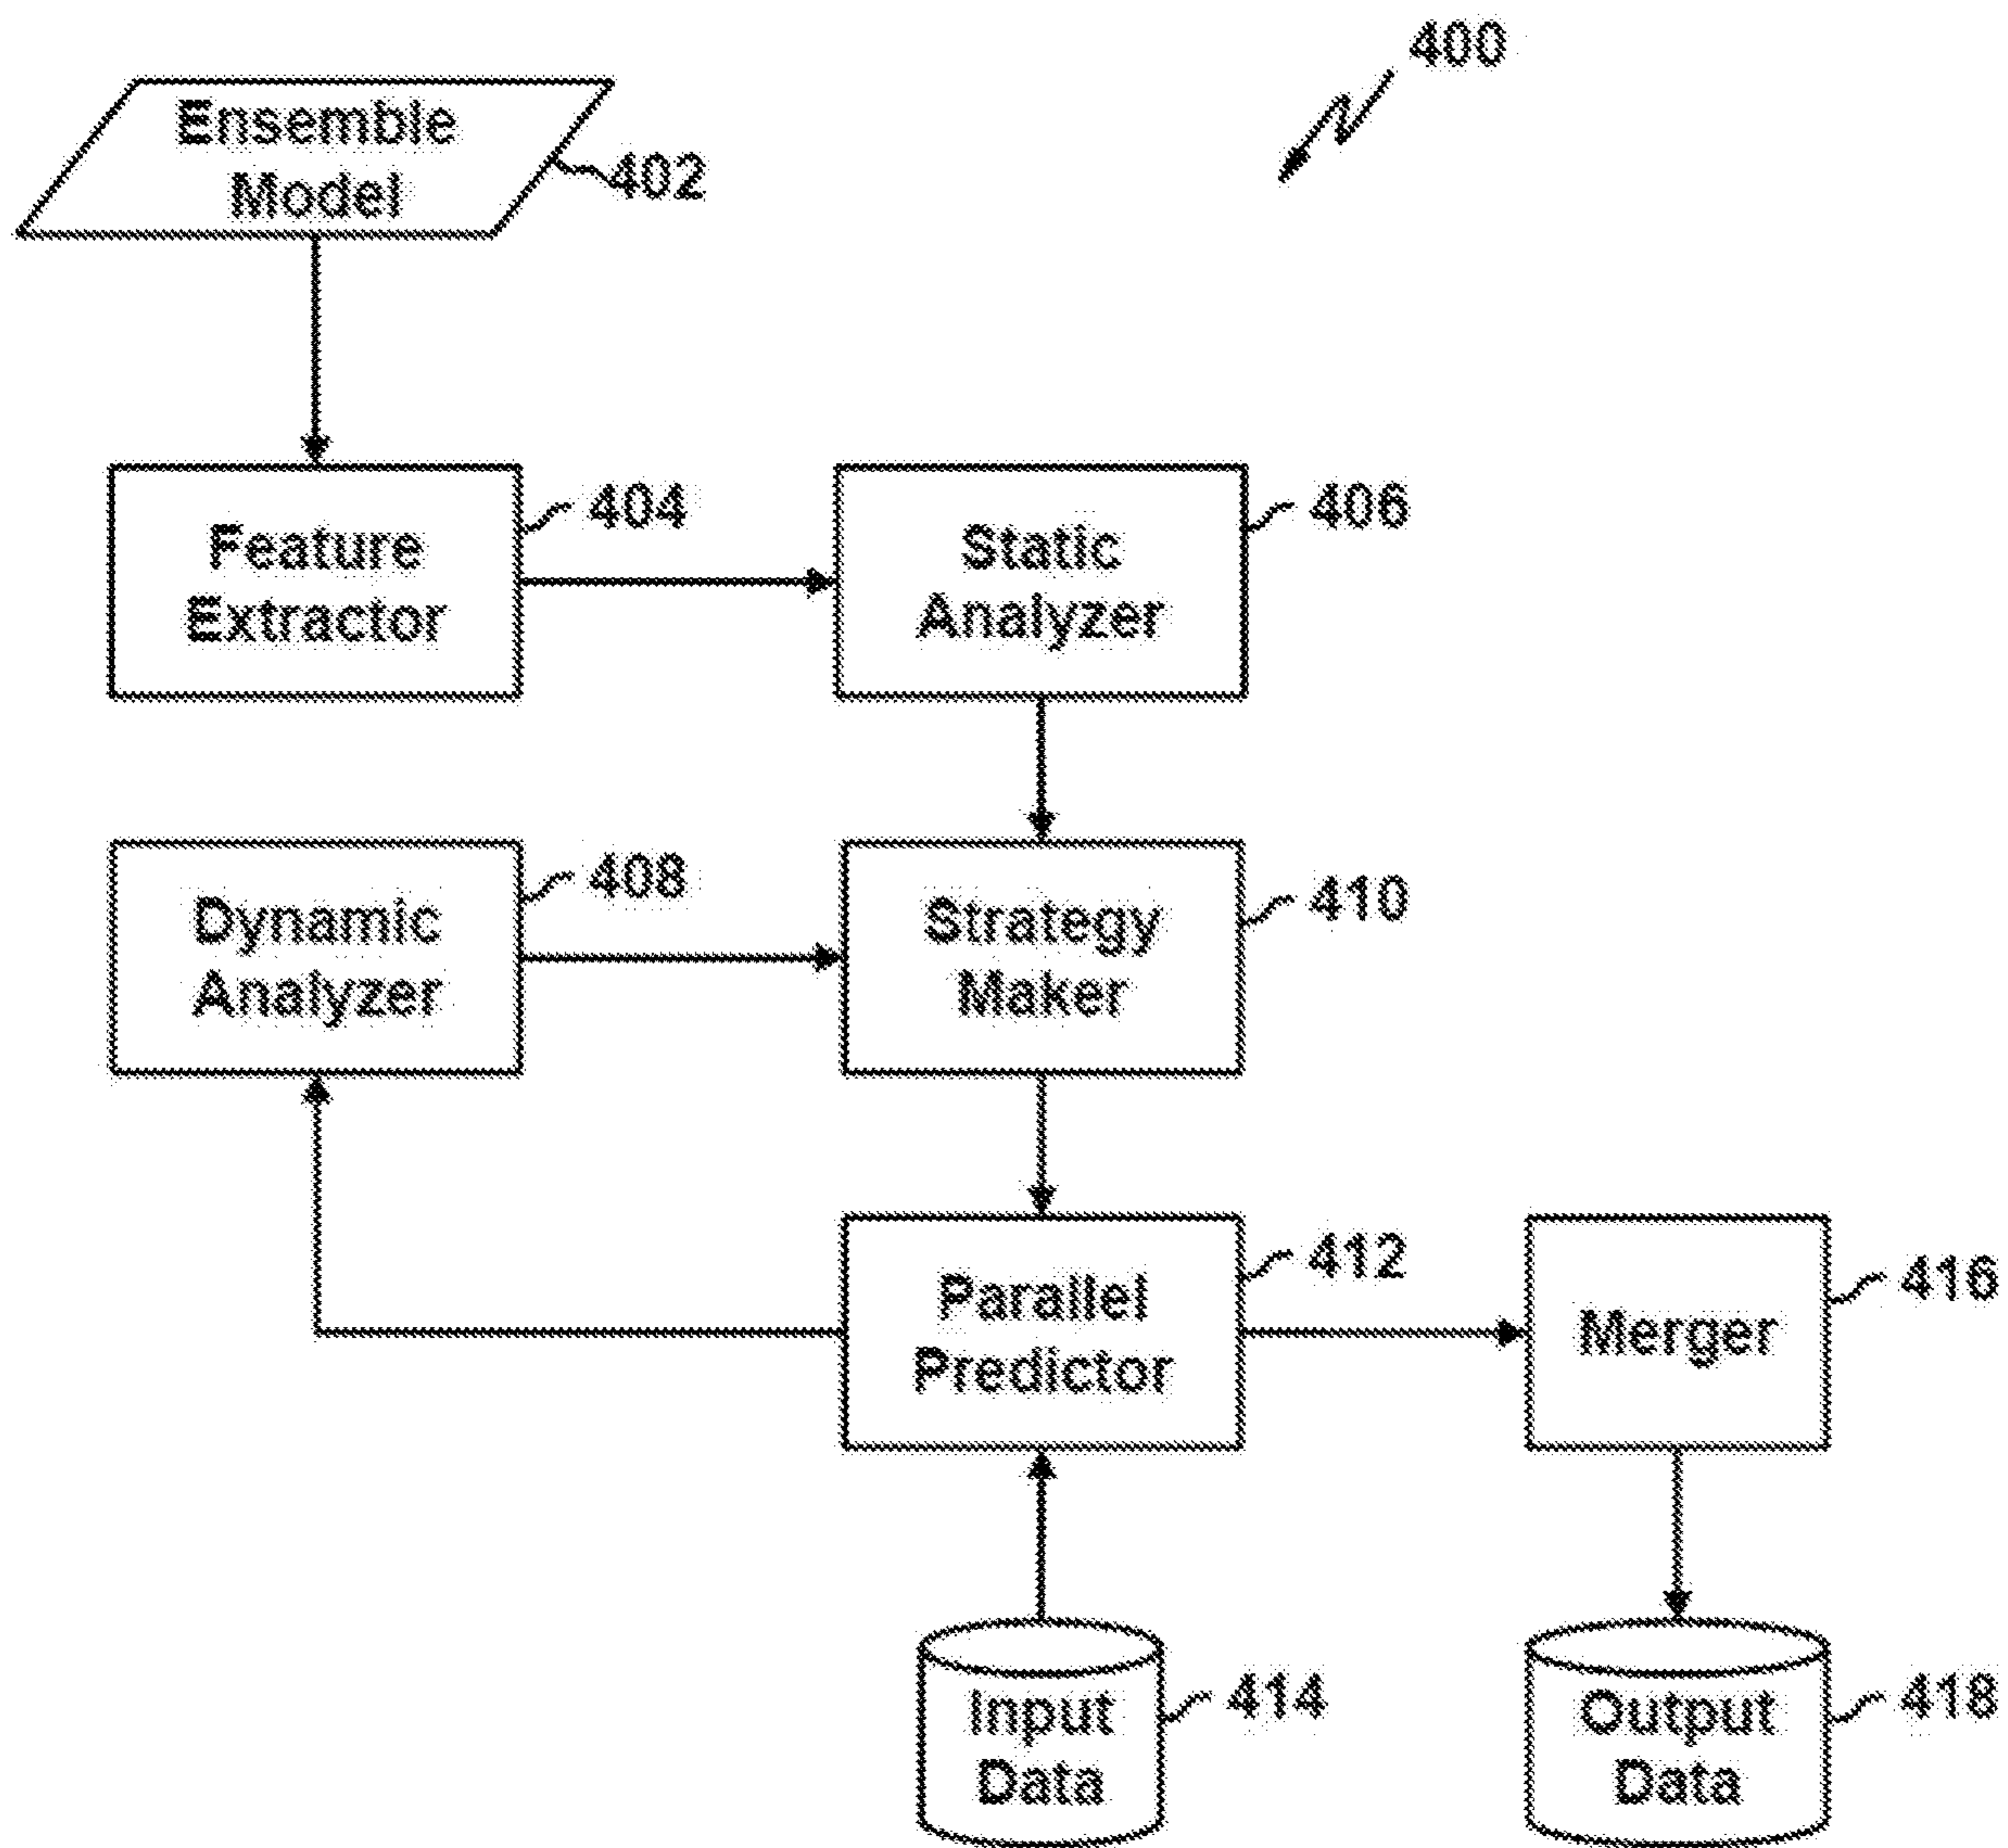 400
Ensemble
Model
402
Feature
Extractor
404
Static
Analyzer
406
Dynamic
Analyzer
408
Strategy
Maker
410
Parallel
Predictor
412
Merger
416
Input
Data
414
Output
Data
418